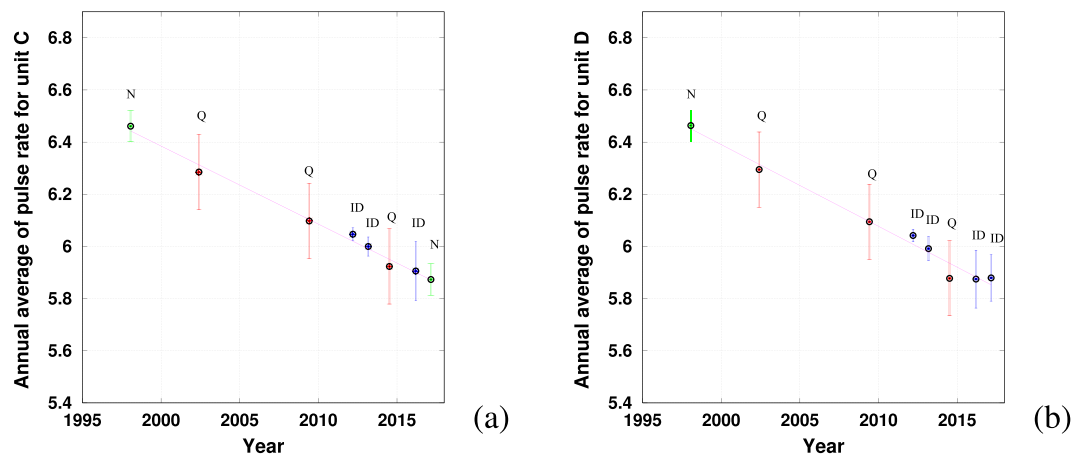 Annual average of pulse rate for unit C
6.8
6.6
6.4
6.2
6
5.8
5.6
5.4
N
Q
Q
ID
ID
Q
ID
N
1995
2000
2005
2010
2015
Year
(a)
Annual average of pulse rate for unit D
6.8
6.6
6.4
6.2
6
5.8
5.6
5.4
N
Q
Q
ID
ID
Q
ID
ID
1995
2000
2005
2010
2015
Year
(b)